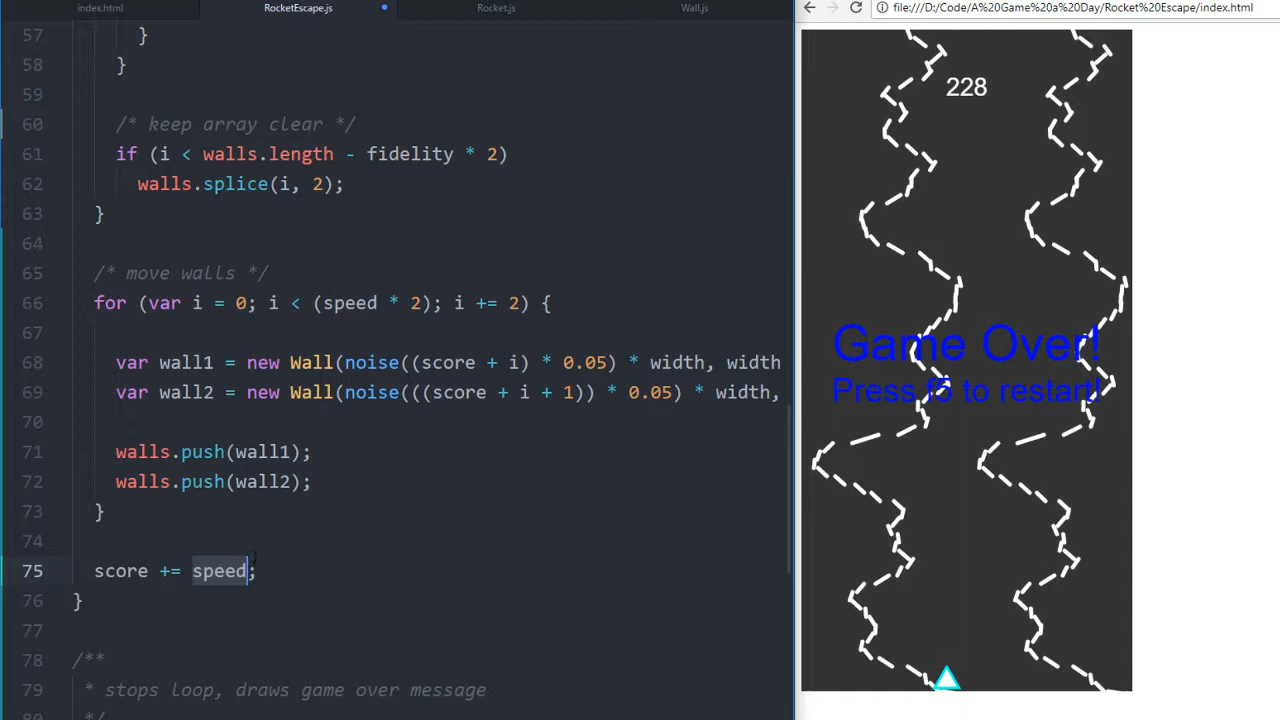 index.html
RocketEscape.js
Rocket.js
Wall.js
file:///D:/Code/A%20Game%20a%20Day/Rocket%20Escape/index.html
57 }
58 }
59
60 /* keep array clear */
61 if (i < walls.length - fidelity * 2)
62 walls.splice(i, 2);
63 }
64
65 /* move walls */
66 for (var i = 0; i < (speed * 2); i += 2) {
67
68 var wall1 = new Wall(noise((score + i) * 0.05) * width, width
69 var wall2 = new Wall(noise(((score + i + 1)) * 0.05) * width,
70
71 walls.push(wall1);
72 walls.push(wall2);
73 }
74
75 score += speed;
76 }
77
78 /**
79 * stops loop, draws game over message
*/
228
Game Over!
Press f5 to restart!